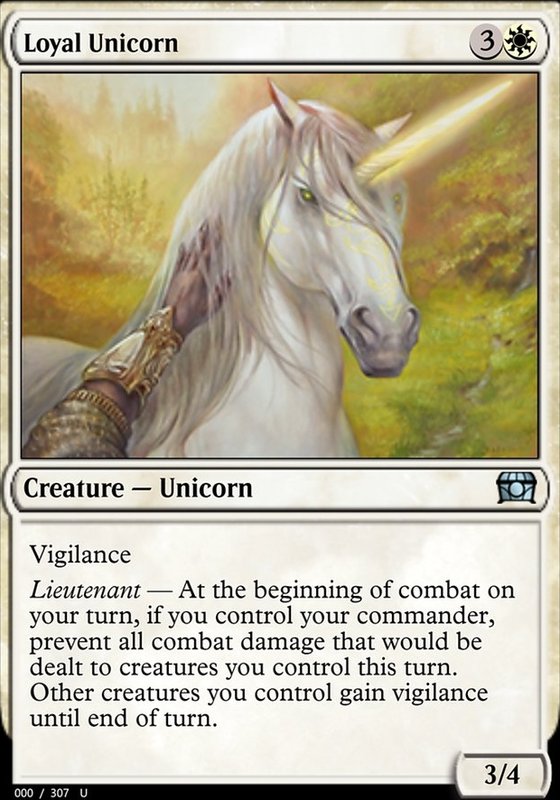 Loyal Unicorn 3
Creature — Unicorn
Vigilance
Lieutenant — At the beginning of combat on
your turn, if you control your commander,
prevent all combat damage that would be
dealt to creatures you control this turn.
Other creatures you control gain vigilance
until end of turn.
3/4
000 / 307 U